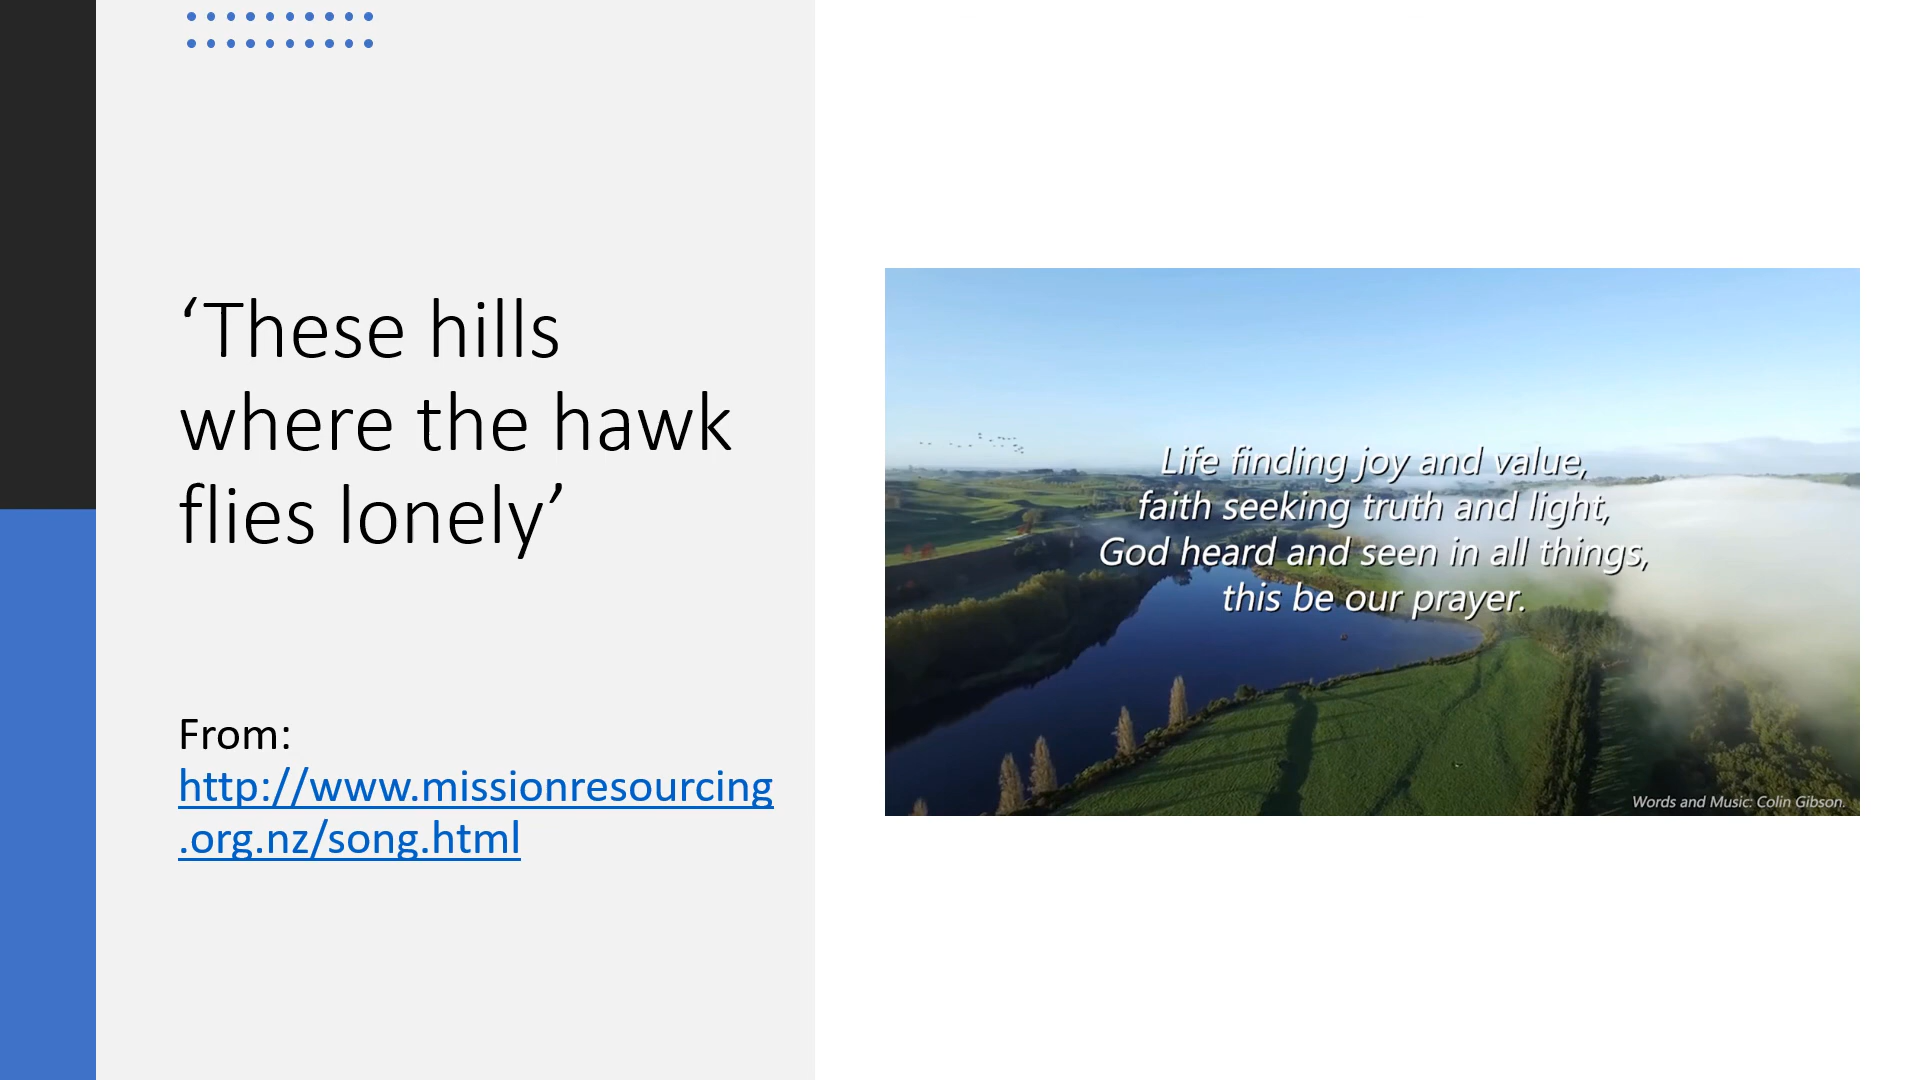 ‘These hills
where the hawk
flies lonely’
From:
http://www.missionresourcing
.org.nz/song.html
Life finding joy and value,
faith seeking truth and light,
God heard and seen in all things,
this be our prayer.
Words and Music: Colin Gibson.